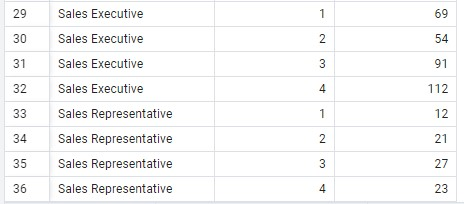 29 Sales Executive 1 69
30 Sales Executive 2 54
31 Sales Executive 3 91
32 Sales Executive 4 112
33 Sales Representative 1 12
34 Sales Representative 2 21
35 Sales Representative 3 27
36 Sales Representative 4 23